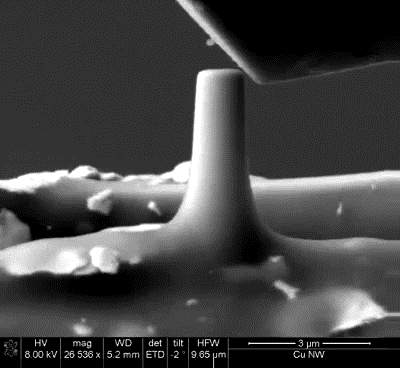 HV mag WD det tilt HFW
8.00 kV 26 536 x 5.2 mm ETD -2 ° 9.65 µm
3 µm
Cu NW